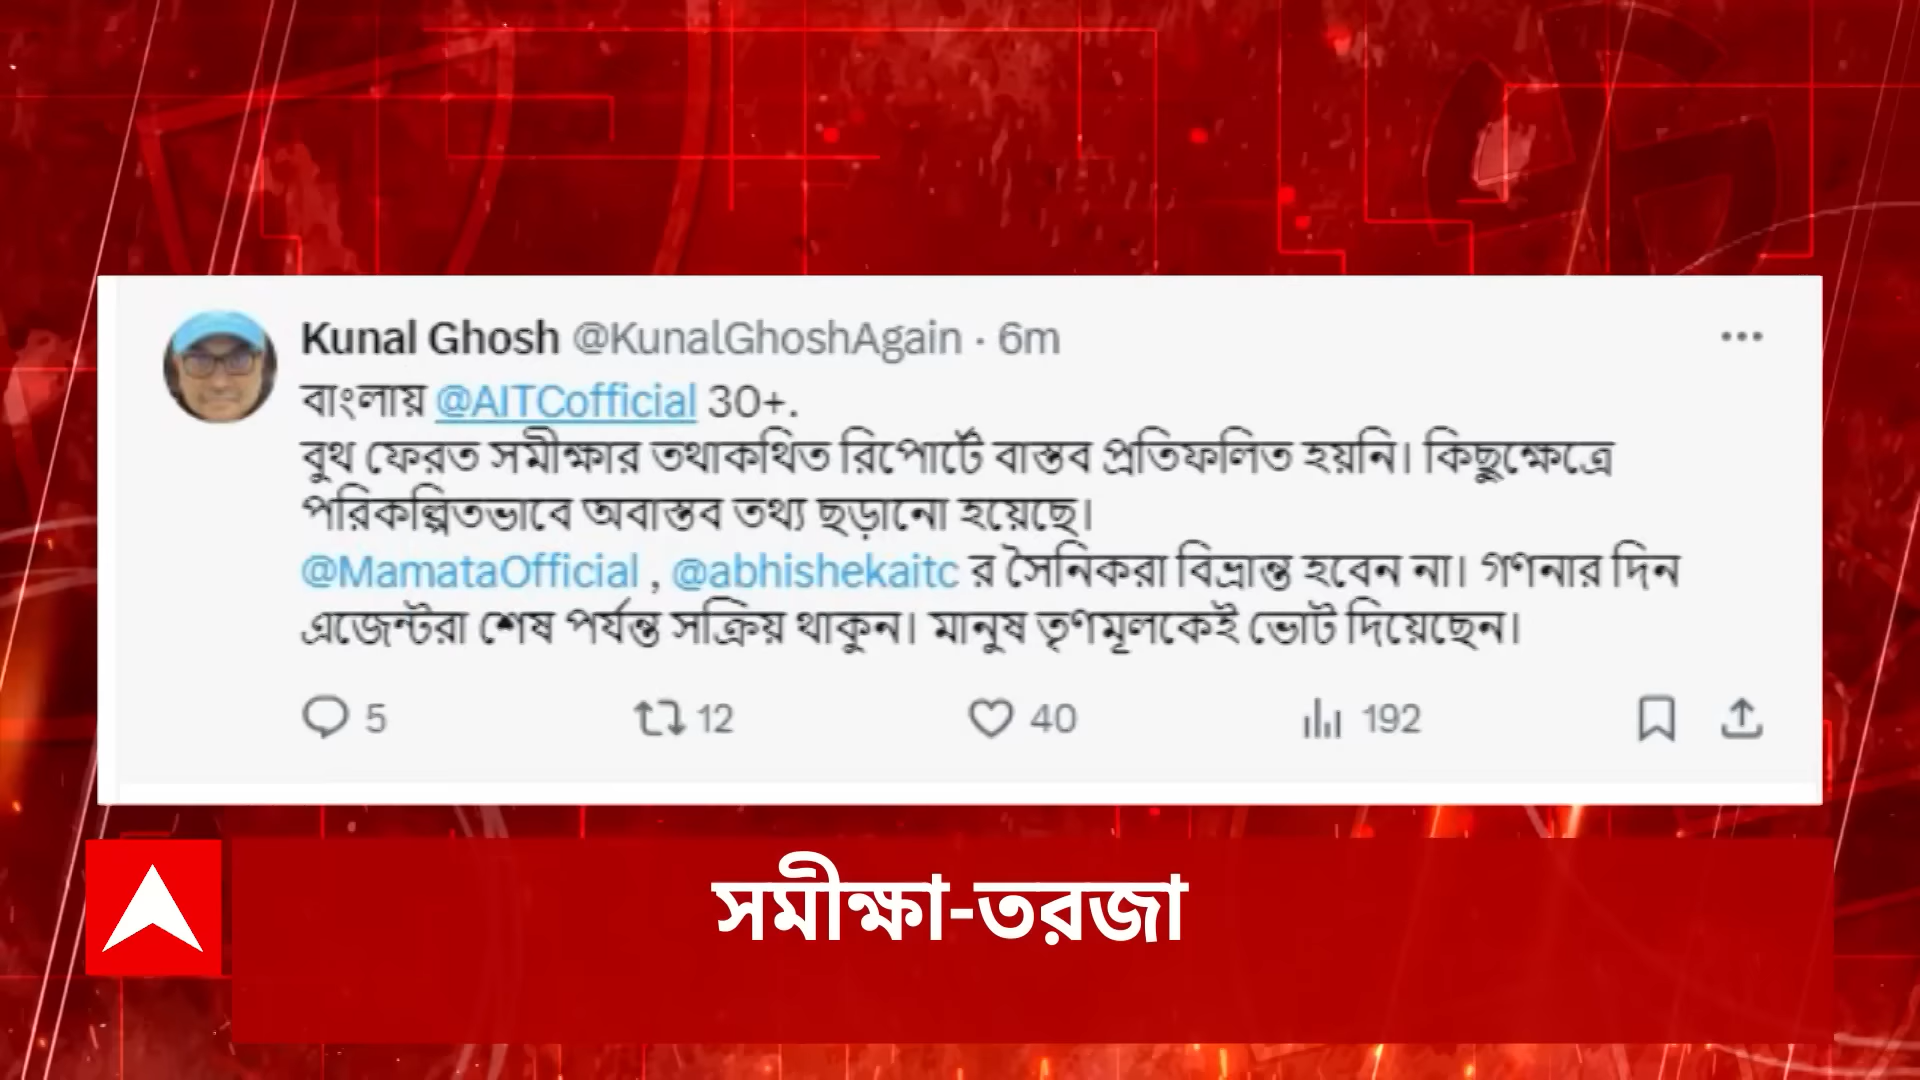 Kunal Ghosh @KunalGhoshAgain · 6m
বাংলায় @AITCofficial 30+.
বুথ ফেরত সমীক্ষার তথাকথিত রিপোর্টে বাস্তব প্রতিফলিত হয়নি। কিছুক্ষেত্রে
পরিকল্পিতভাবে অবাস্তব তথ্য ছড়ানো হয়েছে।
@MamataOfficial , @abhishekaitc র সৈনিকরা বিভ্রান্ত হবেন না। গণনার দিন
এজেন্টরা শেষ পর্যন্ত সক্রিয় থাকুন। মানুষ তৃণমূলকেই ভোট দিয়েছেন।
5 12 40 192
সমীক্ষা-তরজা